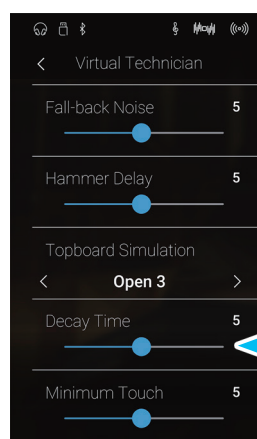 Virtual Technician
Fall-back Noise 5
Hammer Delay 5
Topboard Simulation
Open 3
Decay Time 5
Minimum Touch 5